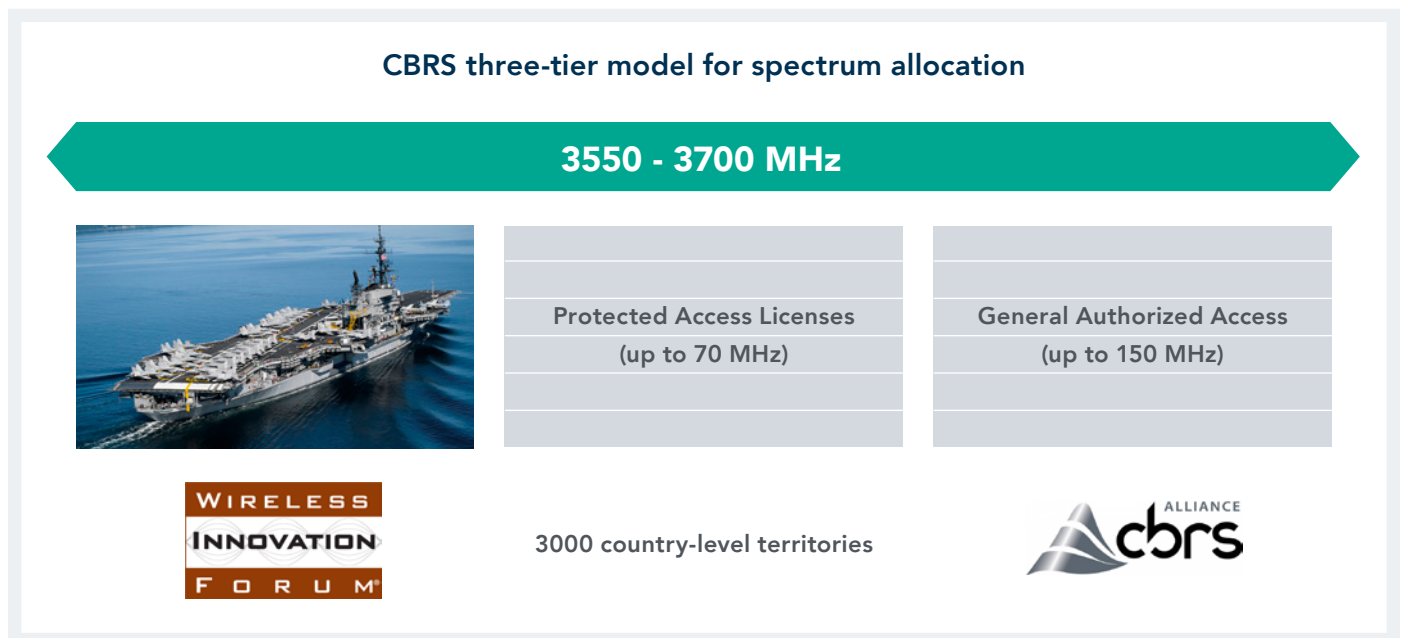 CBRS three-tier model for spectrum allocation
3550 - 3700 MHz
Protected Access Licenses
(up to 70 MHz)
General Authorized Access
(up to 150 MHz)
WIRELESS
INNOVATION
FORUM®
3000 country-level territories
ALLIANCE
cbrs